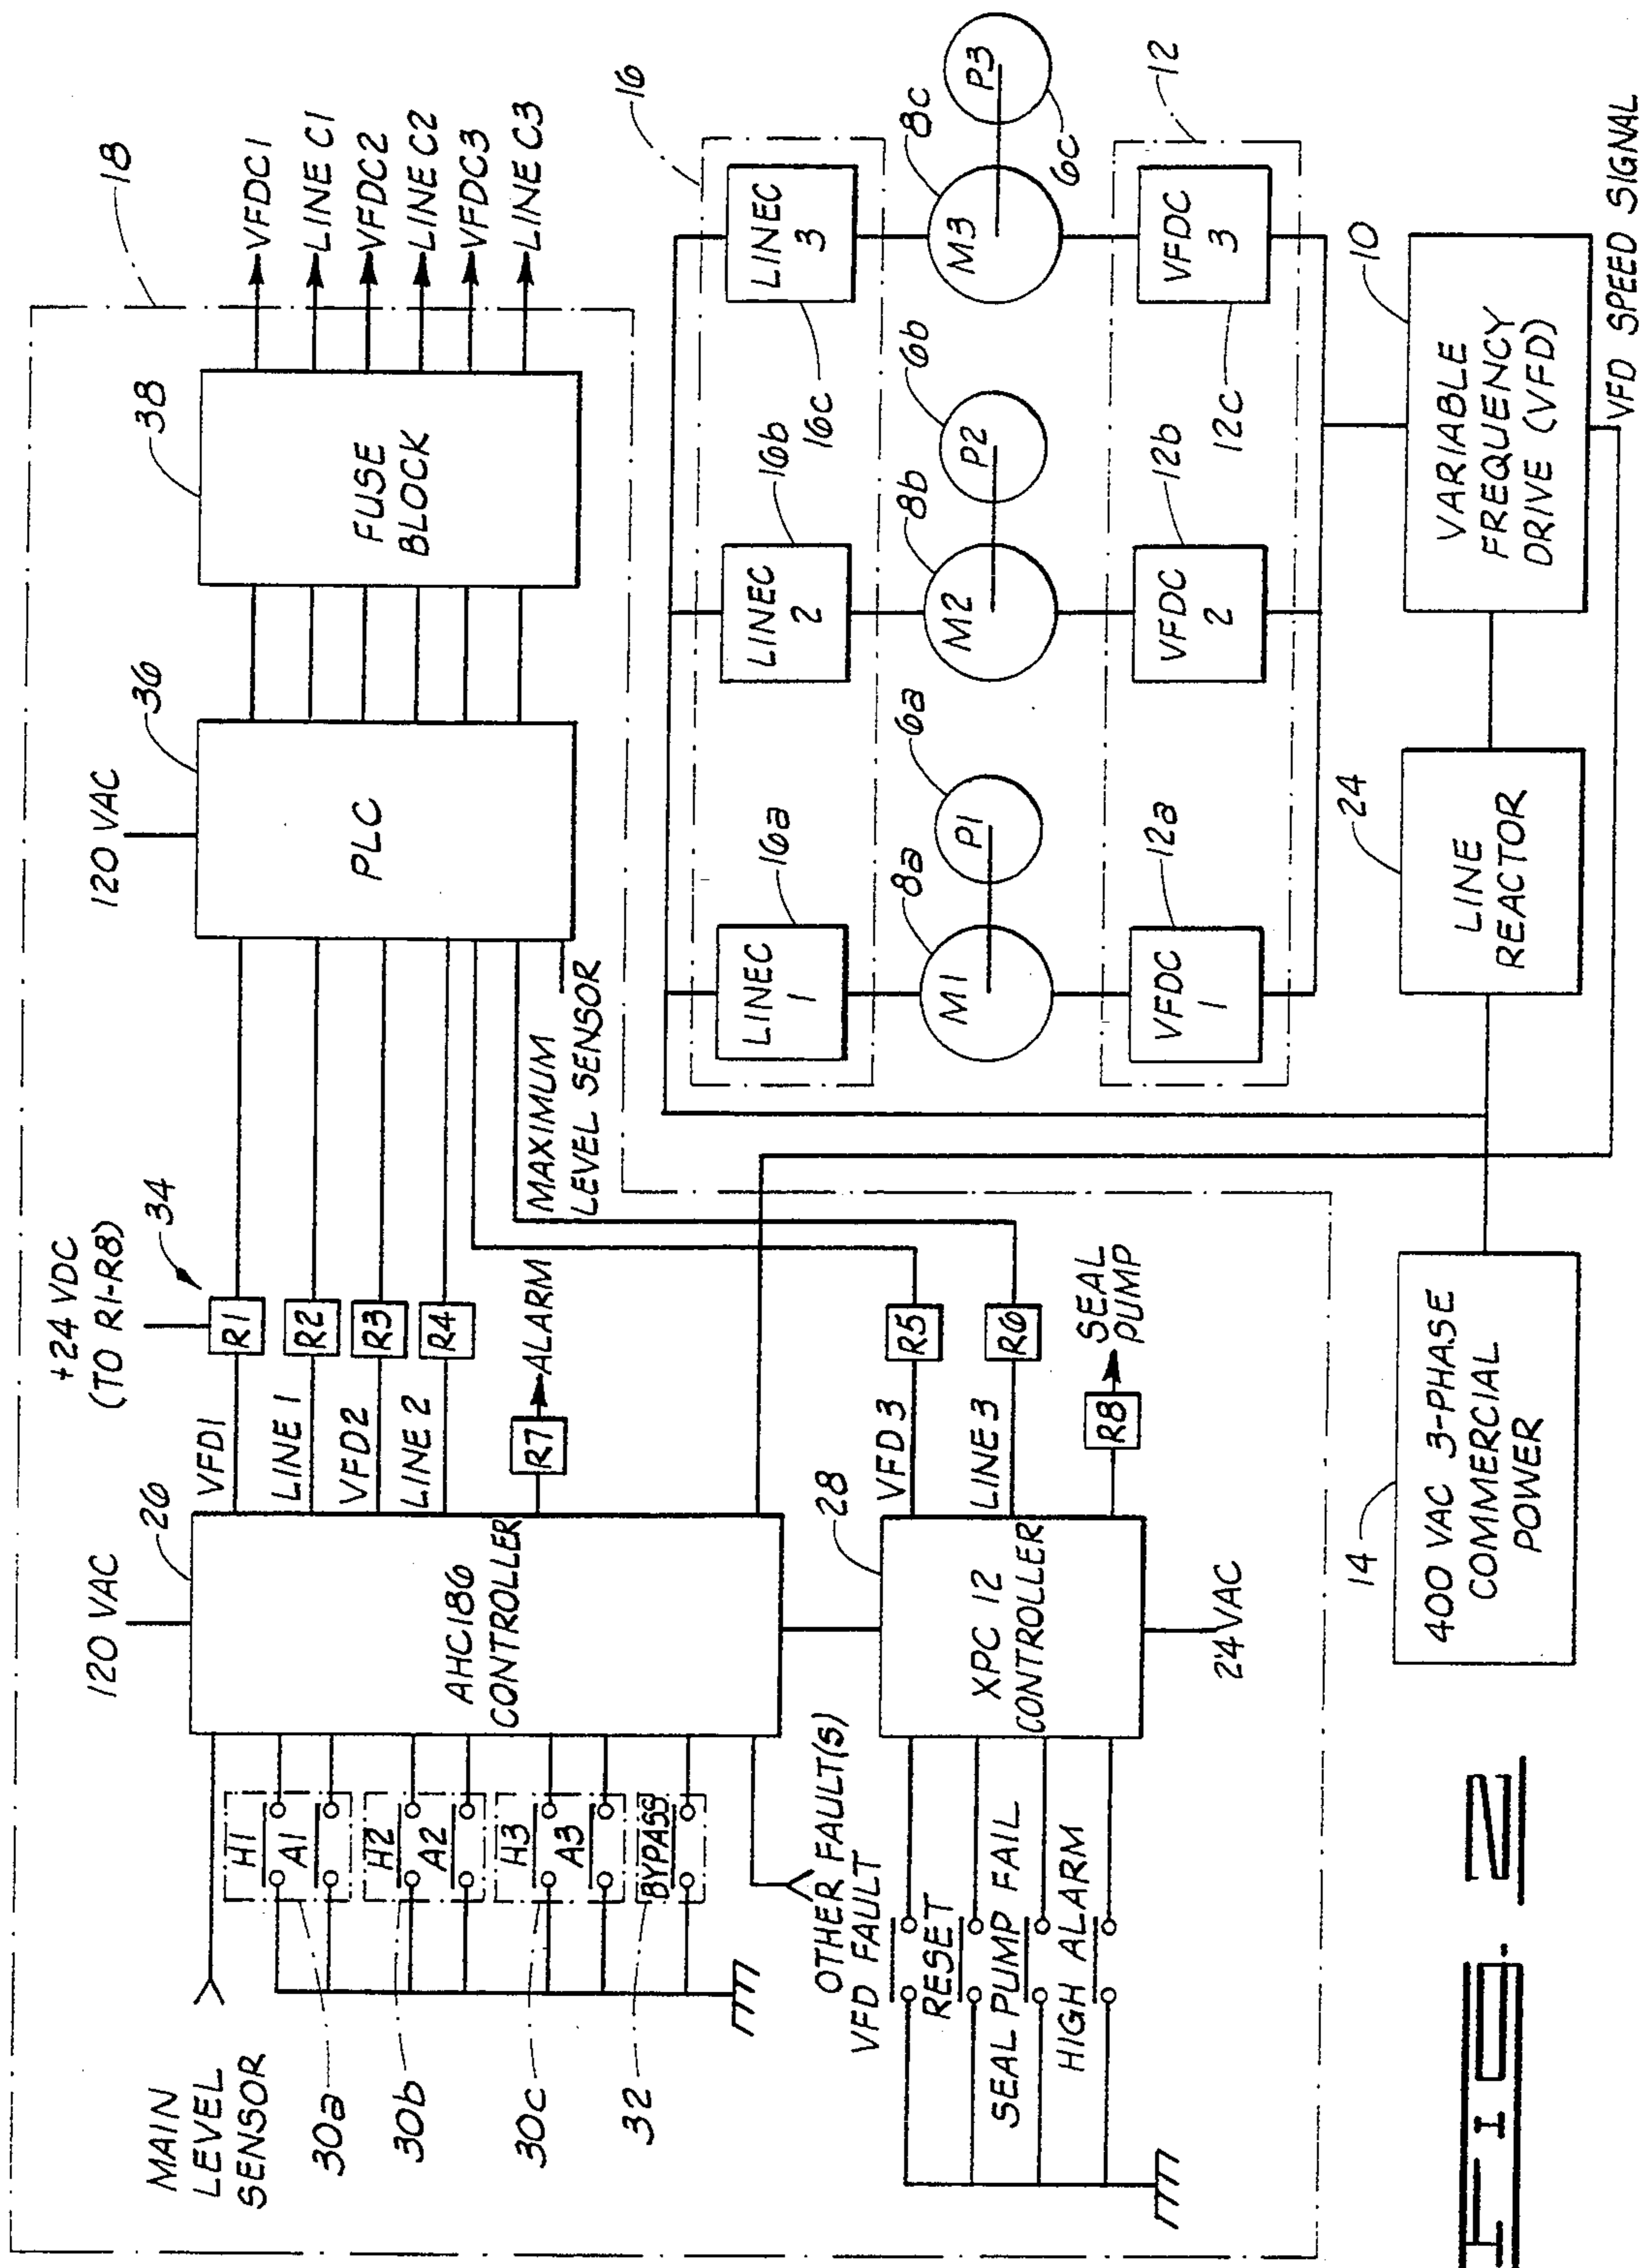 18
120 VAC
26
+24 VDC
(TO R1-R8)
34
120 VAC
36
38
MAIN
LEVEL
SENSOR
30a
30b
30c
32
H1
A1
H2
A2
H3
A3
BYPASS
AHC186
CONTROLLER
VFD1
LINE 1
VFD2
LINE 2
R1
R2
R3
R4
R7
ALARM
PLC
MAXIMUM
LEVEL SENSOR
FUSE
BLOCK
VFDC1
LINE C1
VFDC2
LINE C2
VFDC3
LINE C3
OTHER FAULT(S)
VFD FAULT
RESET
SEAL PUMP FAIL
HIGH ALARM
28
XPC 12
CONTROLLER
24 VAC
VFD 3
LINE 3
R5
R6
R8
SEAL
PUMP
16
LINEC
1
16a
LINEC
2
16b
LINEC
3
16c
M1
8a
P1
6a
M2
8b
P2
6b
M3
8c
P3
6c
12
VFDC
1
12a
VFDC
2
12b
VFDC
3
12c
14
400 VAC 3-PHASE
COMMERCIAL
POWER
24
LINE
REACTOR
10
VARIABLE
FREQUENCY
DRIVE (VFD)
VFD SPEED SIGNAL
FIG. 2